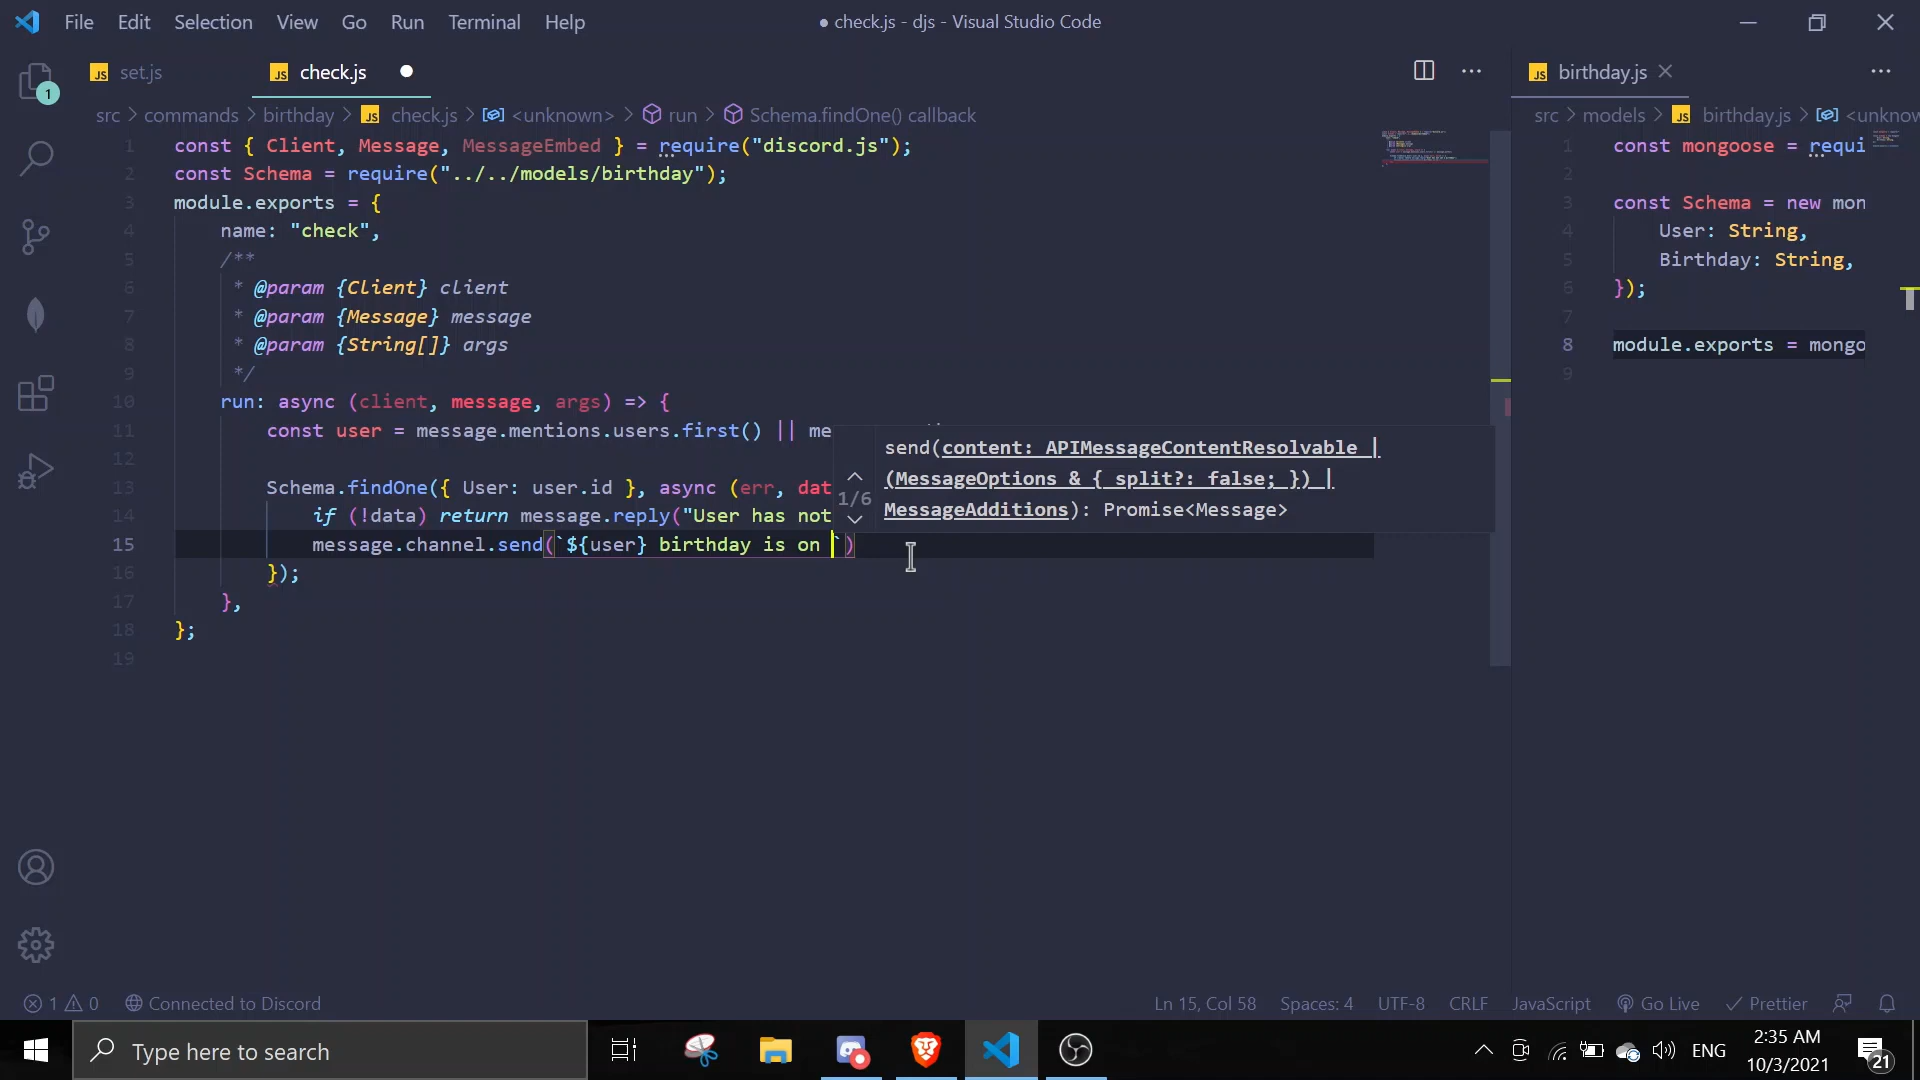 File Edit Selection View Go Run Terminal Help
● check.js - djs - Visual Studio Code
JS set.js
JS check.js ●
JS birthday.js
1
src > commands > birthday > JS check.js > <unknown> > run > Schema.findOne() callback
src > models > JS birthday.js > <unknow
1 const { Client, Message, MessageEmbed } = require("discord.js");
2 const Schema = require("../../models/birthday");
3 module.exports = {
4 name: "check",
5 /**
6 * @param {Client} client
7 * @param {Message} message
8 * @param {String[]} args
9 */
10 run: async (client, message, args) => {
11 const user = message.mentions.users.first() || me
12
13 Schema.findOne({ User: user.id }, async (err, dat
14 if (!data) return message.reply("User has not
15 message.channel.send(`${user} birthday is on `)
16 });
17 },
18 };
19
1/6
send(content: APIMessageContentResolvable |
(MessageOptions & { split?: false; }) |
MessageAdditions): Promise<Message>
1 const mongoose = requi
2
3 const Schema = new mon
4 User: String,
5 Birthday: String,
6 });
7
8 module.exports = mongo
9
1 0 Connected to Discord
Ln 15, Col 58 Spaces: 4 UTF-8 CRLF JavaScript Go Live Prettier
Type here to search
ENG
2:35 AM
10/3/2021
21